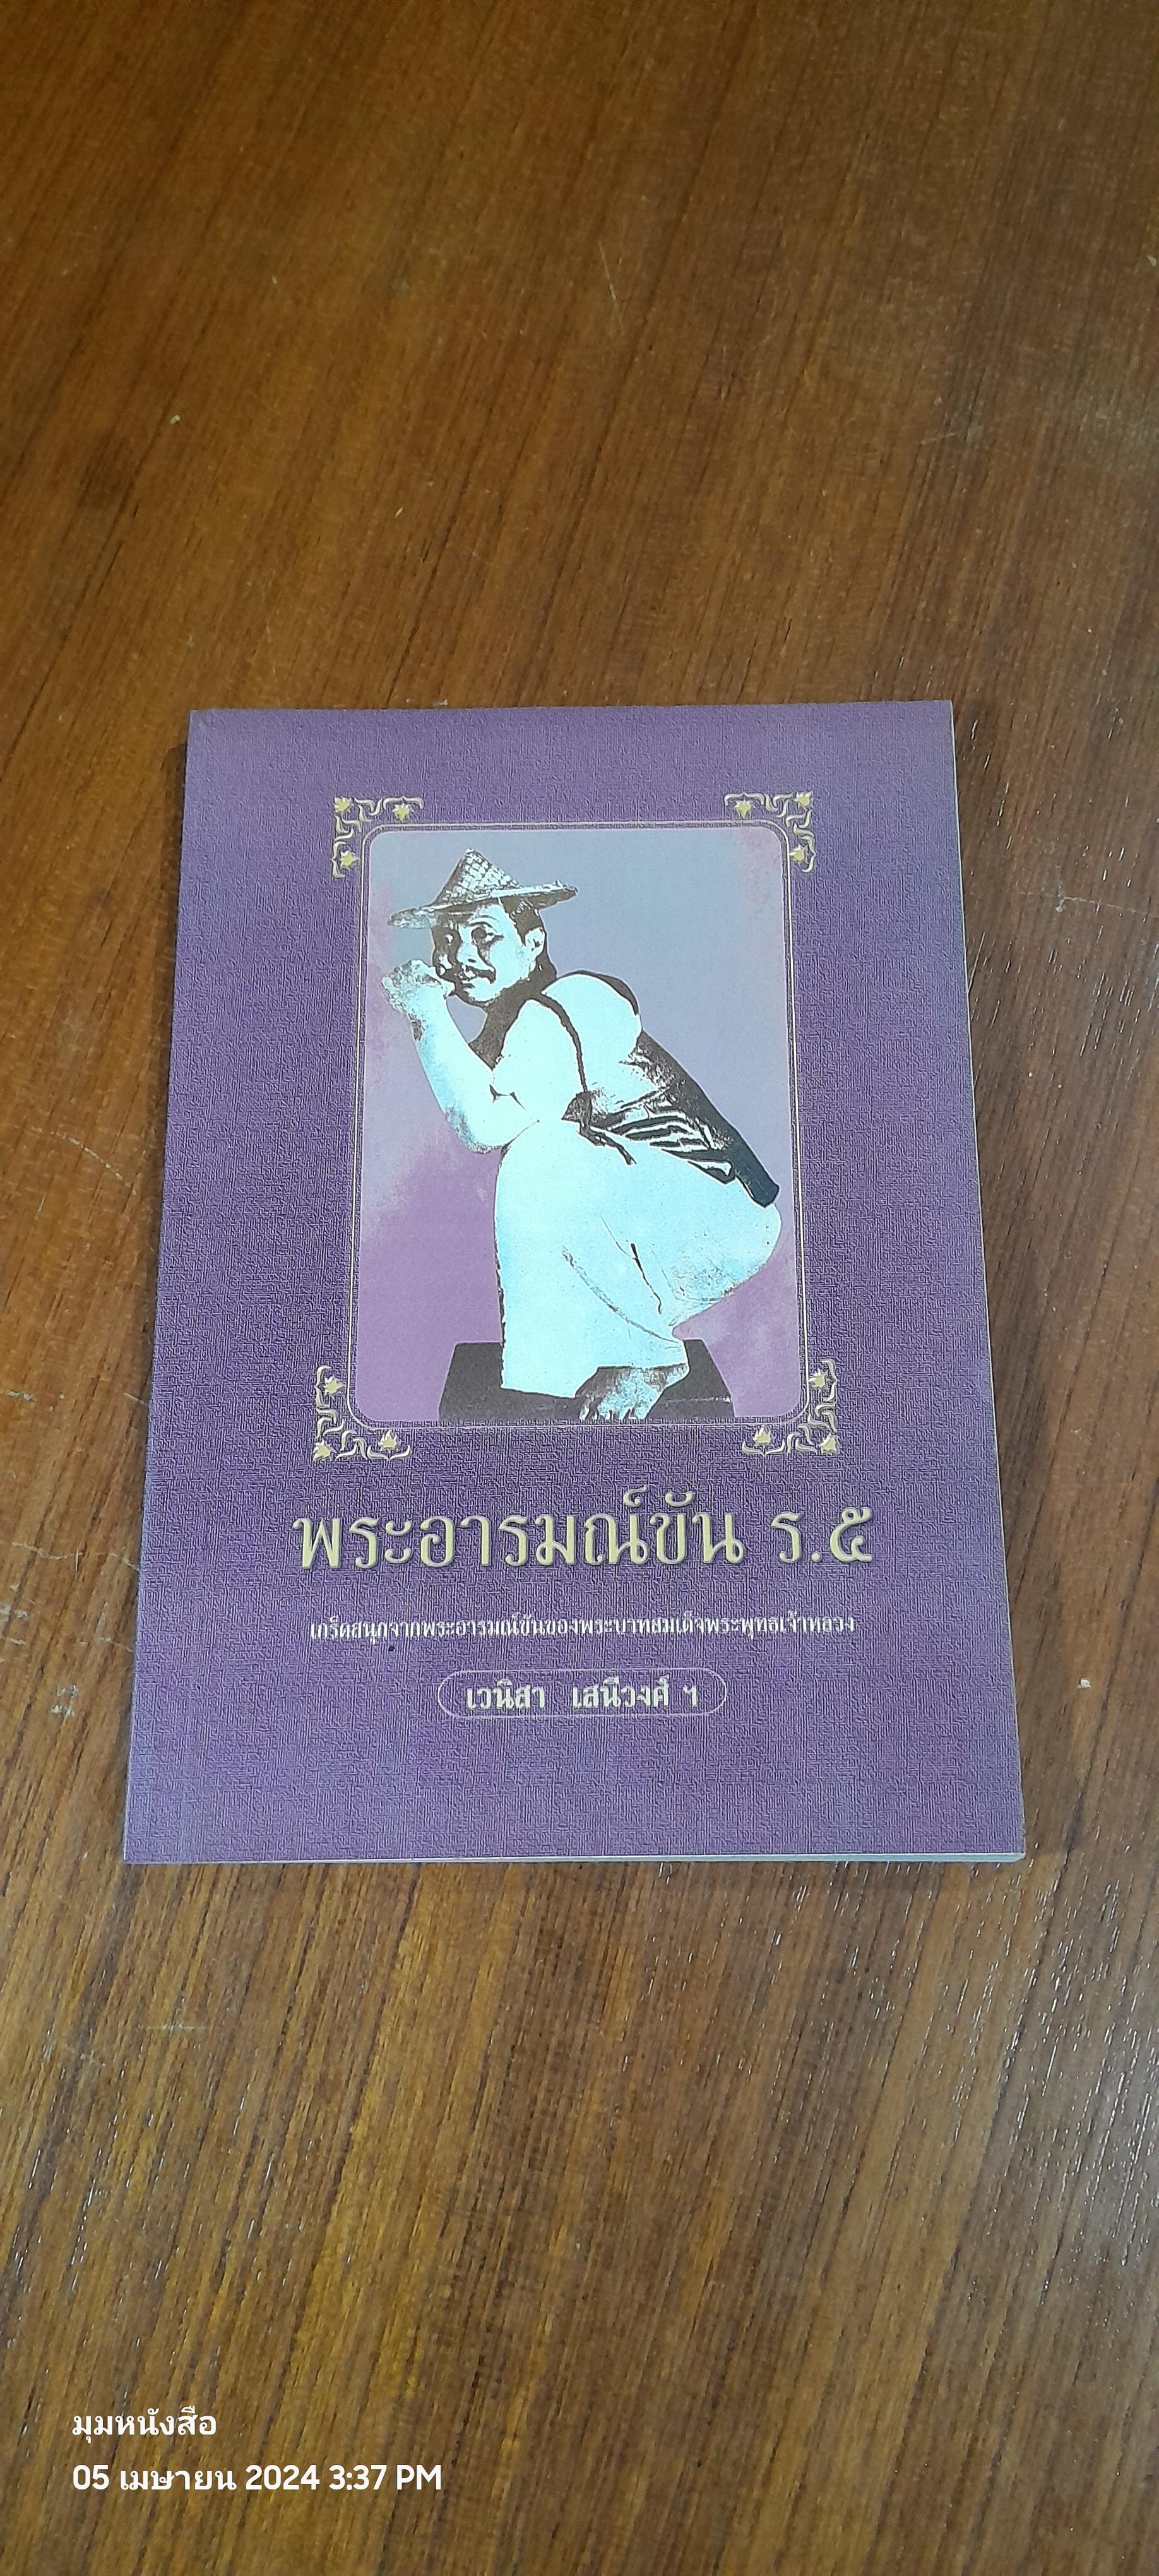 พระอารมณ์ขัน ร.๕
เกร็ดสนุกจากพระอารมณ์ขันของพระบาทสมเด็จพระพุทธเจ้าหลวง
เวนิสา เสนีวงศ์ ฯ
มุมหนังสือ
05 เมษายน 2024 3:37 PM